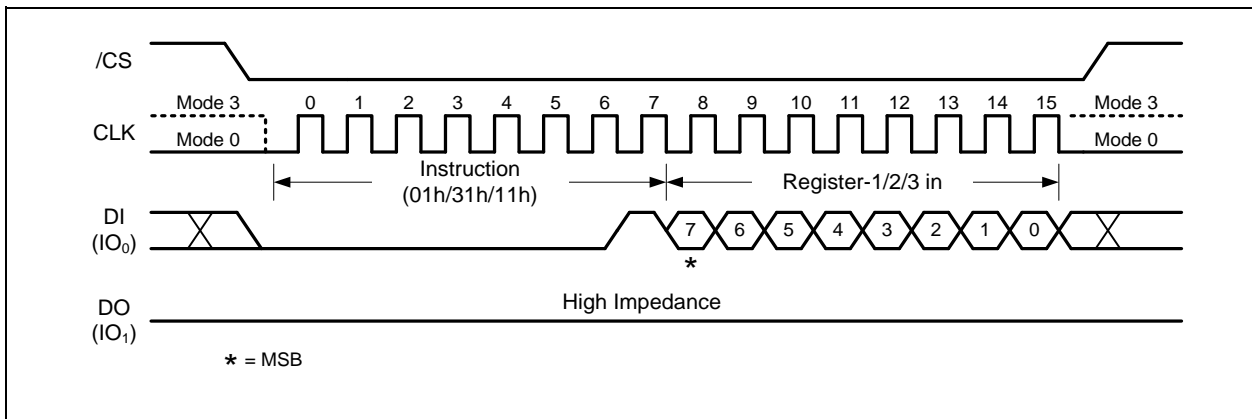 /CS
Mode 3 0 1 2 3 4 5 6 7 8 9 10 11 12 13 14 15 Mode 3
CLK
Mode 0 Mode 0
Instruction
(01h/31h/11h)
Register-1/2/3 in
DI
(IO₀)
7 6 5 4 3 2 1 0
*
High Impedance
DO
(IO₁)
* = MSB